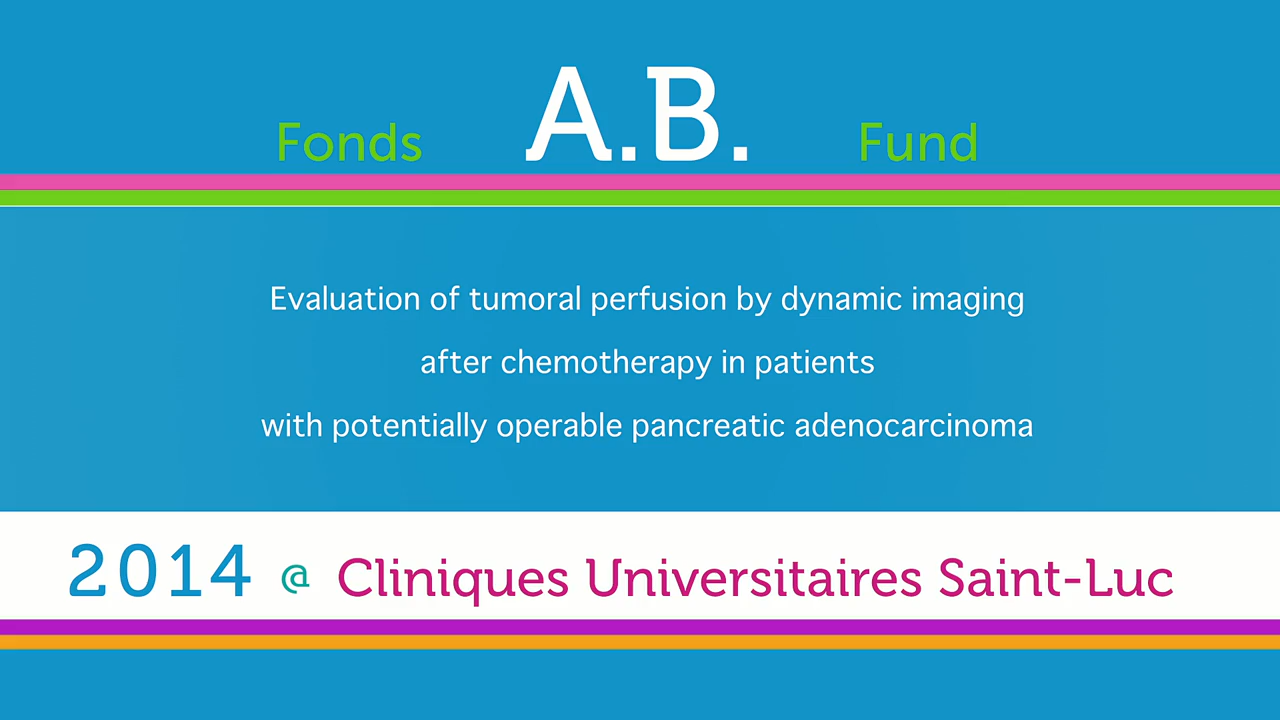 Fonds A.B. Fund
Evaluation of tumoral perfusion by dynamic imaging
after chemotherapy in patients
with potentially operable pancreatic adenocarcinoma
2014 @ Cliniques Universitaires Saint-Luc